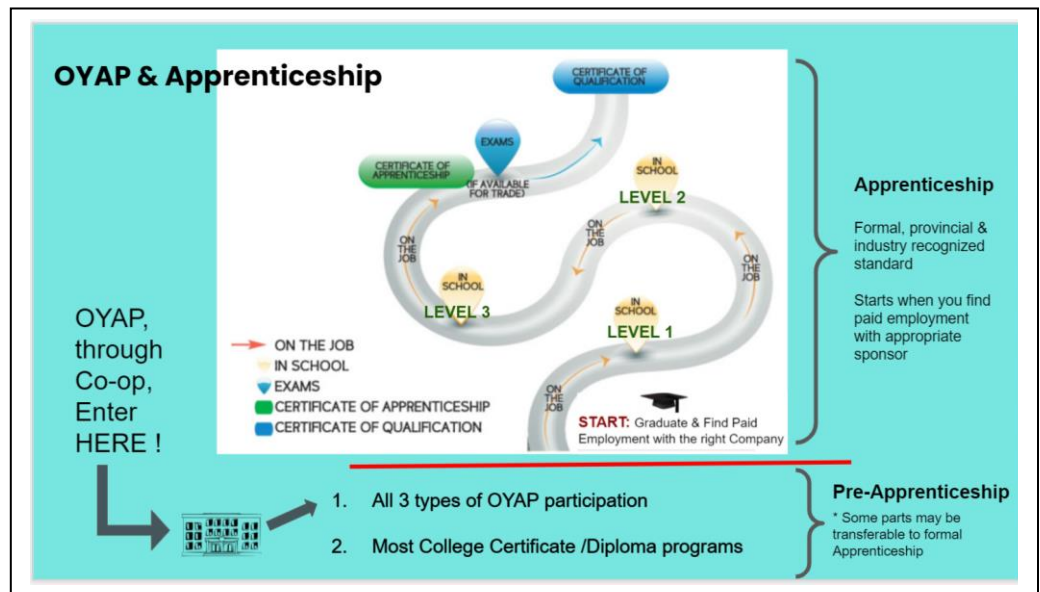 OYAP & Apprenticeship
CERTIFICATE OF
QUALIFICATION
EXAMS
CERTIFICATE OF
APPRENTICESHIP
(IF AVAILABLE
FOR TRADE)
IN
SCHOOL
LEVEL 2
ON
THE
JOB
ON
THE
JOB
ON
THE
JOB
IN
SCHOOL
LEVEL 3
IN
SCHOOL
LEVEL 1
ON
THE
JOB
START: Graduate & Find Paid
Employment with the right Company
ON THE JOB
IN SCHOOL
EXAMS
CERTIFICATE OF APPRENTICESHIP
CERTIFICATE OF QUALIFICATION
Apprenticeship
Formal, provincial &
industry recognized
standard
Starts when you find
paid employment
with appropriate
sponsor
OYAP,
through
Co-op,
Enter
HERE !
1. All 3 types of OYAP participation
2. Most College Certificate /Diploma programs
Pre-Apprenticeship
* Some parts may be
transferable to formal
Apprenticeship